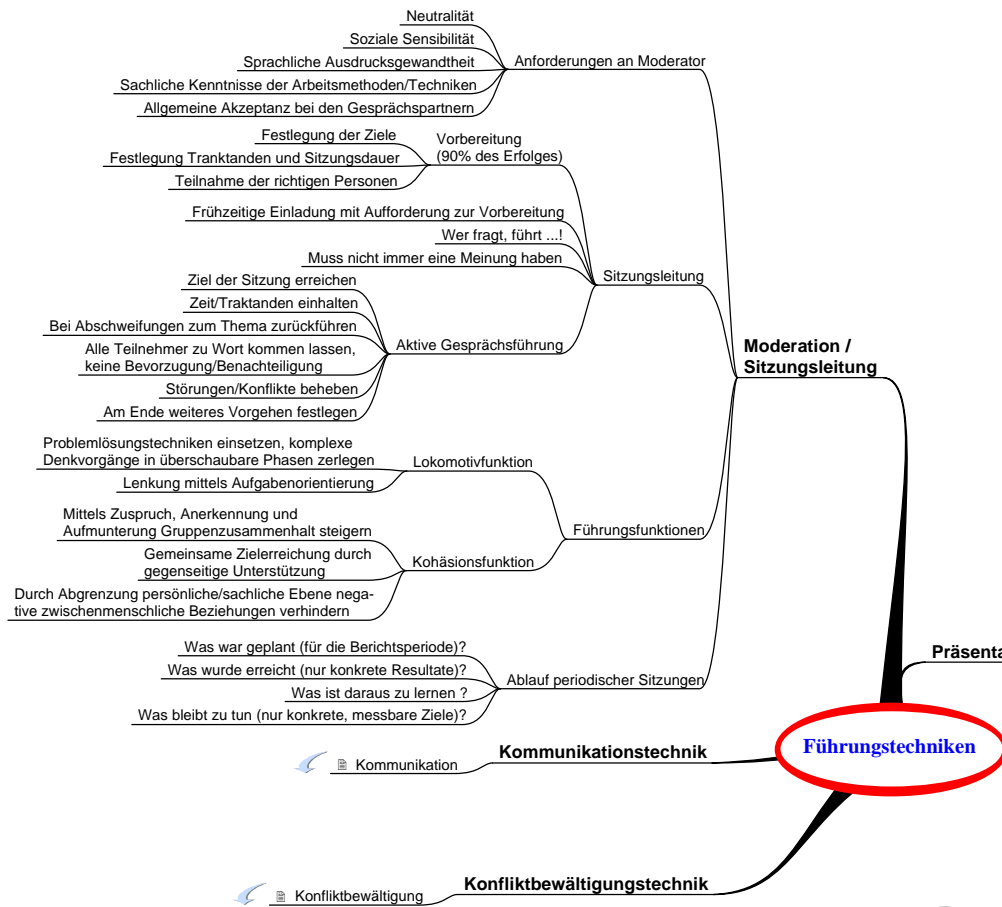 Neutralität
Soziale Sensibilität
Sprachliche Ausdrucksgewandtheit
Sachliche Kenntnisse der Arbeitsmethoden/Techniken
Allgemeine Akzeptanz bei den Gesprächspartnern
Anforderungen an Moderator
Festlegung der Ziele
Festlegung Tranktanden und Sitzungsdauer
Teilnahme der richtigen Personen
Vorbereitung
(90% des Erfolges)
Frühzeitige Einladung mit Aufforderung zur Vorbereitung
Wer fragt, führt ...!
Muss nicht immer eine Meinung haben
Sitzungsleitung
Ziel der Sitzung erreichen
Zeit/Traktanden einhalten
Bei Abschweifungen zum Thema zurückführen
Alle Teilnehmer zu Wort kommen lassen,
keine Bevorzugung/Benachteiligung
Störungen/Konflikte beheben
Am Ende weiteres Vorgehen festlegen
Aktive Gesprächsführung
Moderation /
Sitzungsleitung
Problemlösungstechniken einsetzen, komplexe
Denkvorgänge in überschaubare Phasen zerlegen
Lenkung mittels Aufgabenorientierung
Lokomotivfunktion
Mittels Zuspruch, Anerkennung und
Aufmunterung Gruppenzusammenhalt steigern
Gemeinsame Zielerreichung durch
gegenseitige Unterstützung
Durch Abgrenzung persönliche/sachliche Ebene nega-
tive zwischenmenschliche Beziehungen verhindern
Kohäsionsfunktion
Führungsfunktionen
Was war geplant (für die Berichtsperiode)?
Was wurde erreicht (nur konkrete Resultate)?
Was ist daraus zu lernen ?
Was bleibt zu tun (nur konkrete, messbare Ziele)?
Ablauf periodischer Sitzungen
Präsenta
Führungstechniken
Kommunikationstechnik
Kommunikation
Konfliktbewältigungstechnik
Konfliktbewältigung